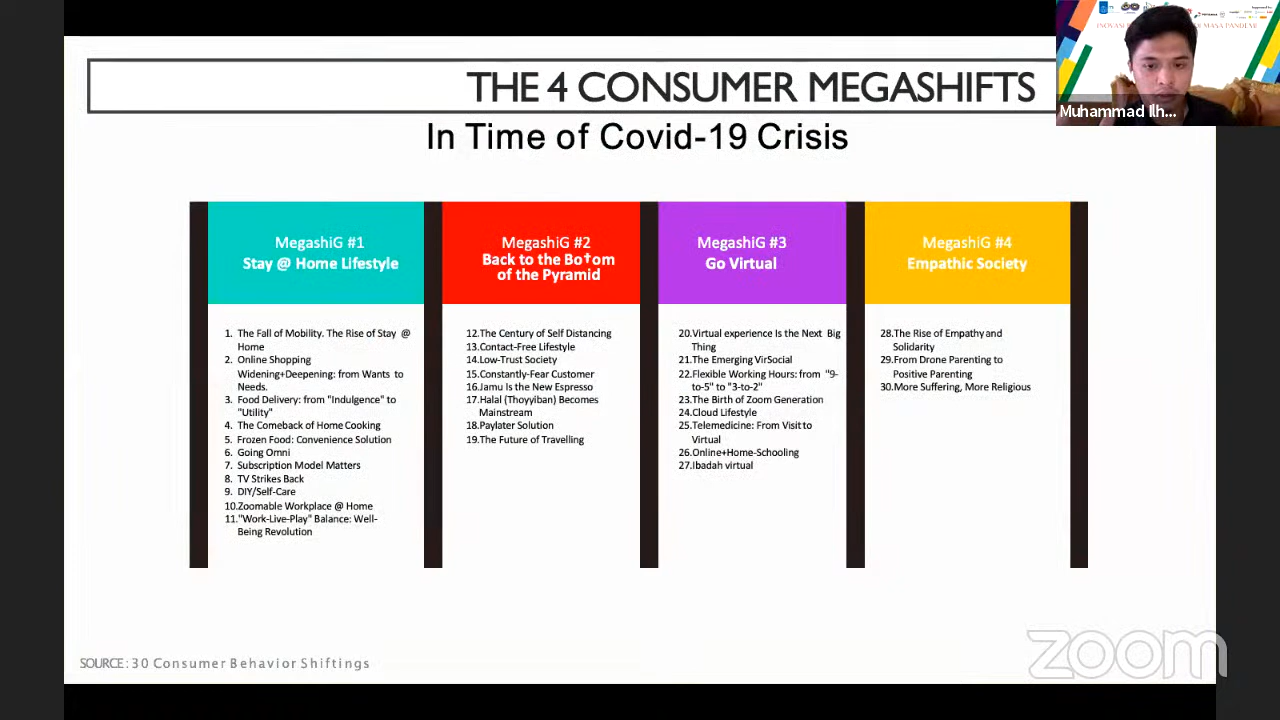 THE 4 CONSUMER MEGASHIFTS
In Time of Covid-19 Crisis
Muhammad Ilh...
MegashiG #1
Stay @ Home Lifestyle
1. The Fall of Mobility. The Rise of Stay @
Home
2. Online Shopping
Widening+Deepening: from Wants to
Needs.
3. Food Delivery: from "Indulgence" to
"Utility"
4. The Comeback of Home Cooking
5. Frozen Food: Convenience Solution
6. Going Omni
7. Subscription Model Matters
8. TV Strikes Back
9. DIY/Self-Care
10.Zoomable Workplace @ Home
11."Work-Live-Play" Balance: Well-
Being Revolution
MegashiG #2
Back to the Bo†om
of the Pyramid
12.The Century of Self Distancing
13.Contact-Free Lifestyle
14.Low-Trust Society
15.Constantly-Fear Customer
16.Jamu Is the New Espresso
17.Halal (Thoyyiban) Becomes
Mainstream
18.Paylater Solution
19.The Future of Travelling
MegashiG #3
Go Virtual
20.Virtual experience Is the Next Big
Thing
21.The Emerging VirSocial
22.Flexible Working Hours: from "9-
to-5" to "3-to-2"
23.The Birth of Zoom Generation
24.Cloud Lifestyle
25.Telemedicine: From Visit to
Virtual
26.Online+Home-Schooling
27.Ibadah virtual
MegashiG #4
Empathic Society
28.The Rise of Empathy and
Solidarity
29.From Drone Parenting to
Positive Parenting
30.More Suffering, More Religious
SOURCE: 30 Consumer Behavior Shiftings
zoom